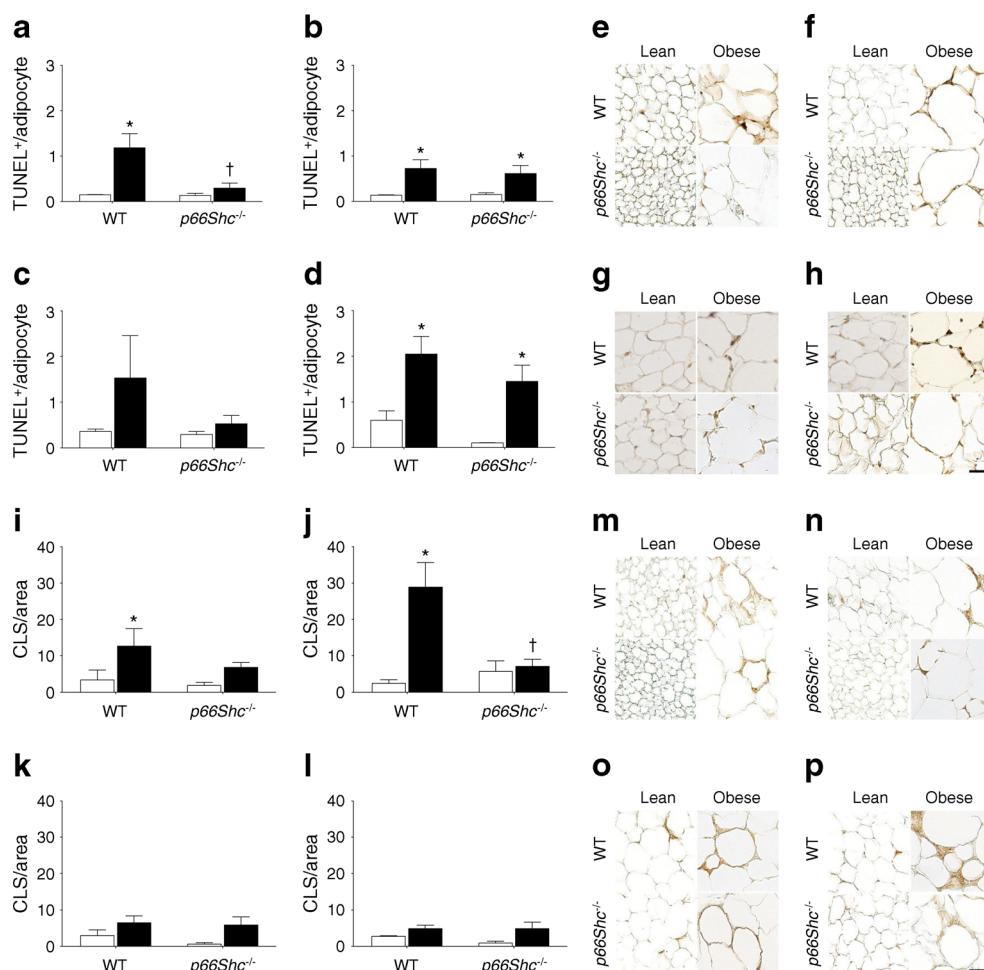 a
TUNEL⁺/adipocyte
3
2
1
0
*
†
WT
p66Shc⁻/⁻
b
TUNEL⁺/adipocyte
3
2
1
0
*
*
WT
p66Shc⁻/⁻
e
Lean Obese
WT
p66Shc⁻/⁻
f
Lean Obese
WT
p66Shc⁻/⁻
c
TUNEL⁺/adipocyte
3
2
1
0
WT
p66Shc⁻/⁻
d
TUNEL⁺/adipocyte
3
2
1
0
*
*
WT
p66Shc⁻/⁻
g
Lean Obese
WT
p66Shc⁻/⁻
h
Lean Obese
WT
p66Shc⁻/⁻
i
CLS/area
40
30
20
10
0
*
WT
p66Shc⁻/⁻
j
CLS/area
40
30
20
10
0
*
†
WT
p66Shc⁻/⁻
m
Lean Obese
WT
p66Shc⁻/⁻
n
Lean Obese
WT
p66Shc⁻/⁻
k
CLS/area
40
30
20
10
0
WT
p66Shc⁻/⁻
l
CLS/area
40
30
20
10
0
WT
p66Shc⁻/⁻
o
Lean Obese
WT
p66Shc⁻/⁻
p
Lean Obese
WT
p66Shc⁻/⁻